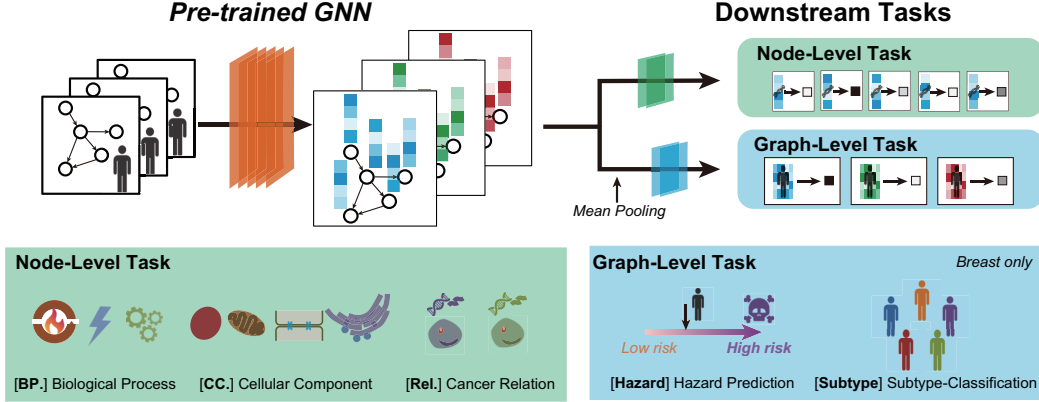 Pre-trained GNN
Downstream Tasks
Node-Level Task
Graph-Level Task
Mean Pooling
Node-Level Task
[BP.] Biological Process
[CC.] Cellular Component
[Rel.] Cancer Relation
Graph-Level Task
Breast only
Low risk
High risk
[Hazard] Hazard Prediction
[Subtype] Subtype-Classification